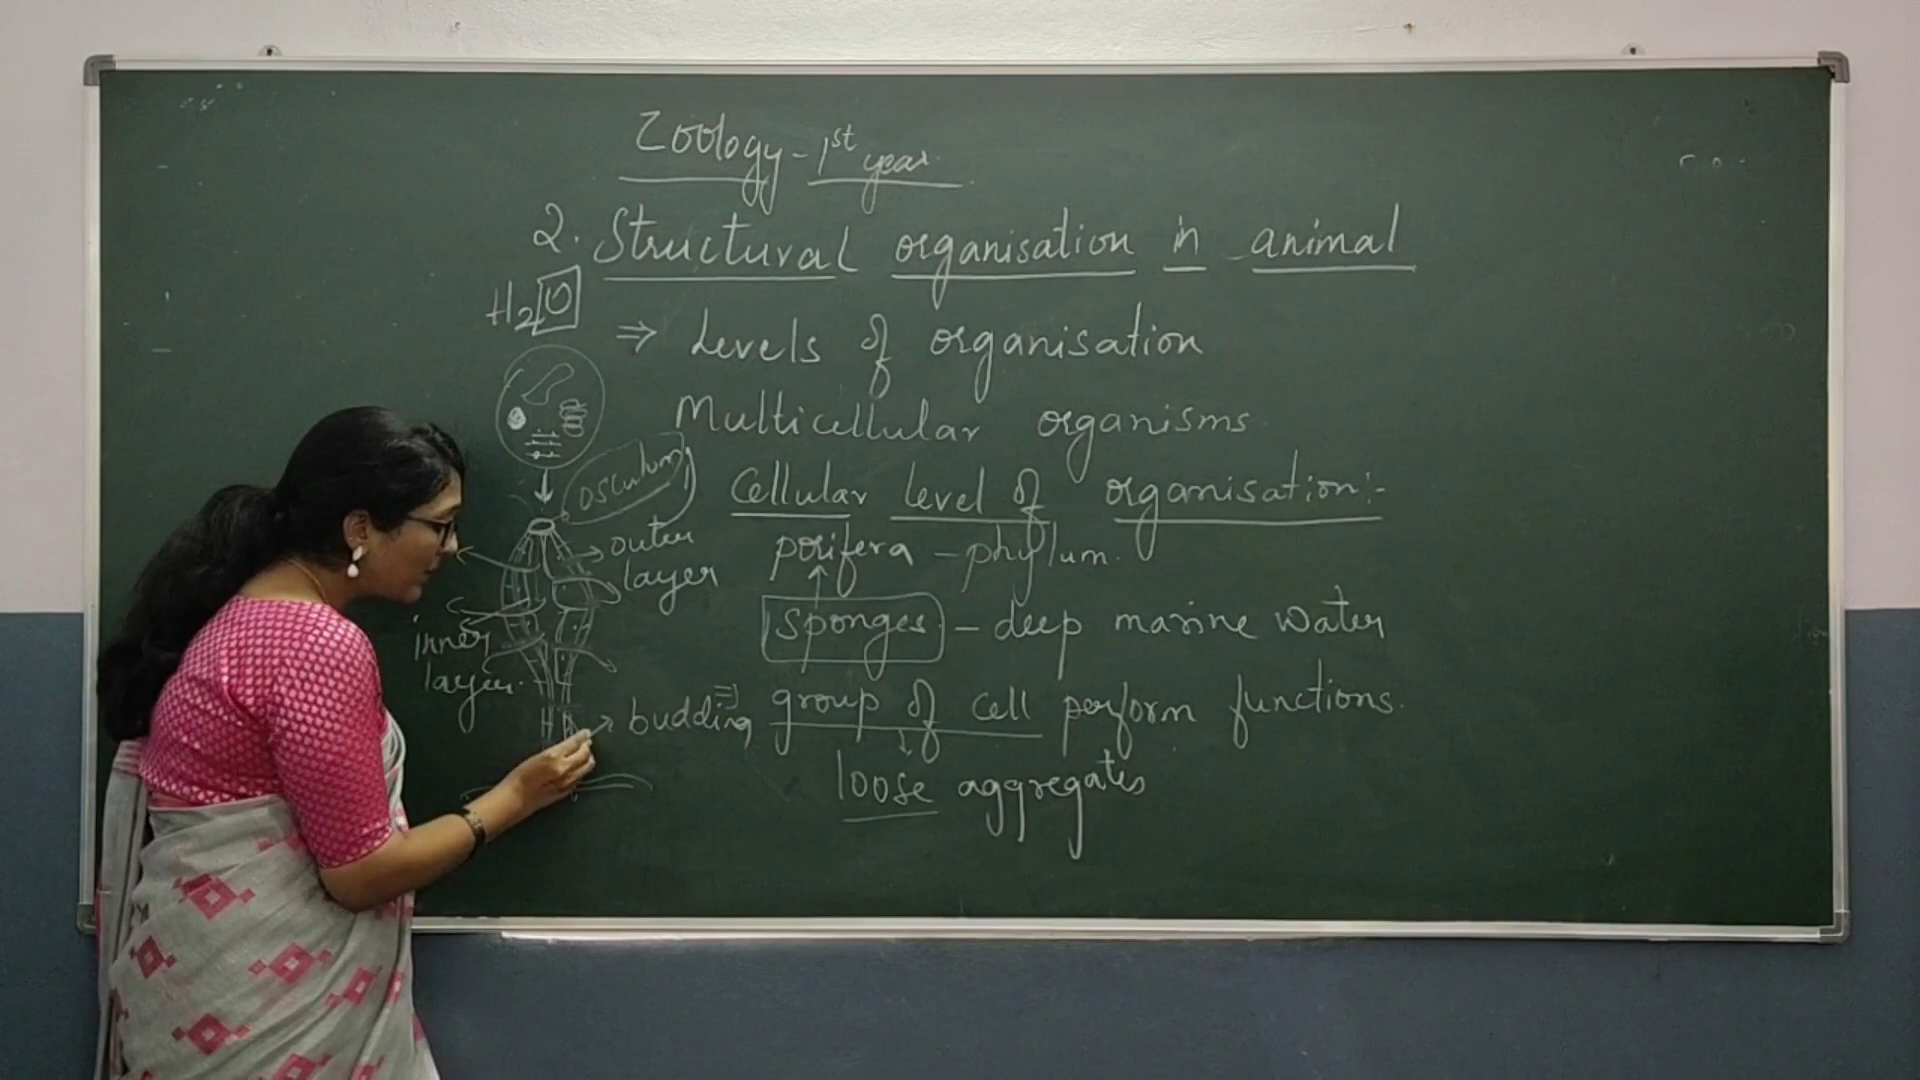 Zoology - 1st year.
2. Structural organisation in animal
H2O
⇒ Levels of organisation
Multicellular organisms
osculum
Cellular level of organisation:-
outer layer
porifera - phylum.
inner layer.
sponges - deep marine water
budding
⇒ group of cell perform functions.
loose aggregates